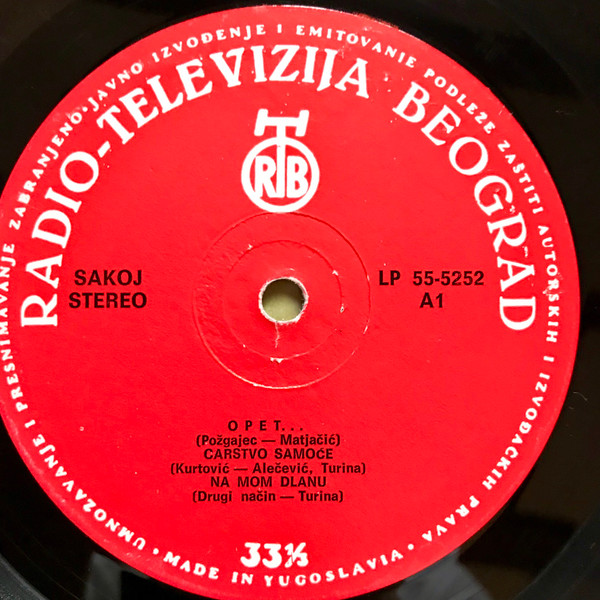 UMNOŽAVANJE I PRESNIMAVANJE ZABRANJENO•JAVNO IZVOĐENJE I EMITOVANJE PODLEŽE ZAŠTITI AUTORSKIH I IZVOĐAČKIH PRAVA•
RADIO-TELEVIZIJA BEOGRAD
RTB
SAKOJ
STEREO
LP 55-5252
A1
OPET...
(Požgajec — Matjačić)
CARSTVO SAMOĆE
(Kurtović — Alečević, Turina)
NA MOM DLANU
(Drugi način — Turina)
33⅓
• MADE IN YUGOSLAVIA •